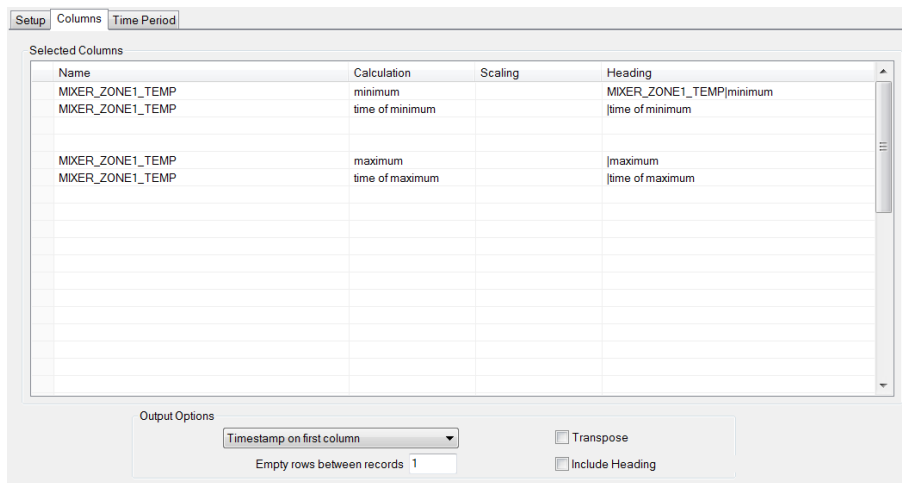 Setup Columns Time Period
Selected Columns
Name Calculation Scaling Heading
MIXER_ZONE1_TEMP minimum MIXER_ZONE1_TEMP|minimum
MIXER_ZONE1_TEMP time of minimum |time of minimum
MIXER_ZONE1_TEMP maximum |maximum
MIXER_ZONE1_TEMP time of maximum |time of maximum
Output Options
Timestamp on first column Transpose
Empty rows between records 1 Include Heading